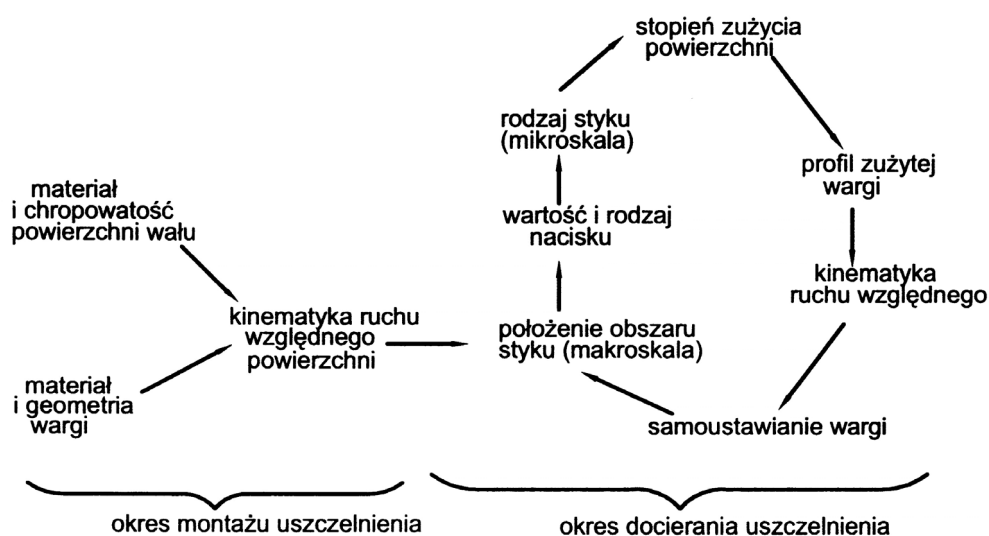 materiał
i chropowatość
powierzchni wału
materiał
i geometria
wargi
kinematyka ruchu
względnego
powierzchni
położenie obszaru
styku (makroskala)
wartość i rodzaj
nacisku
rodzaj styku
(mikroskala)
stopień zużycia
powierzchni
profil zużytej
wargi
kinematyka
ruchu względnego
samoustawianie wargi
okres montażu uszczelnienia
okres docierania uszczelnienia